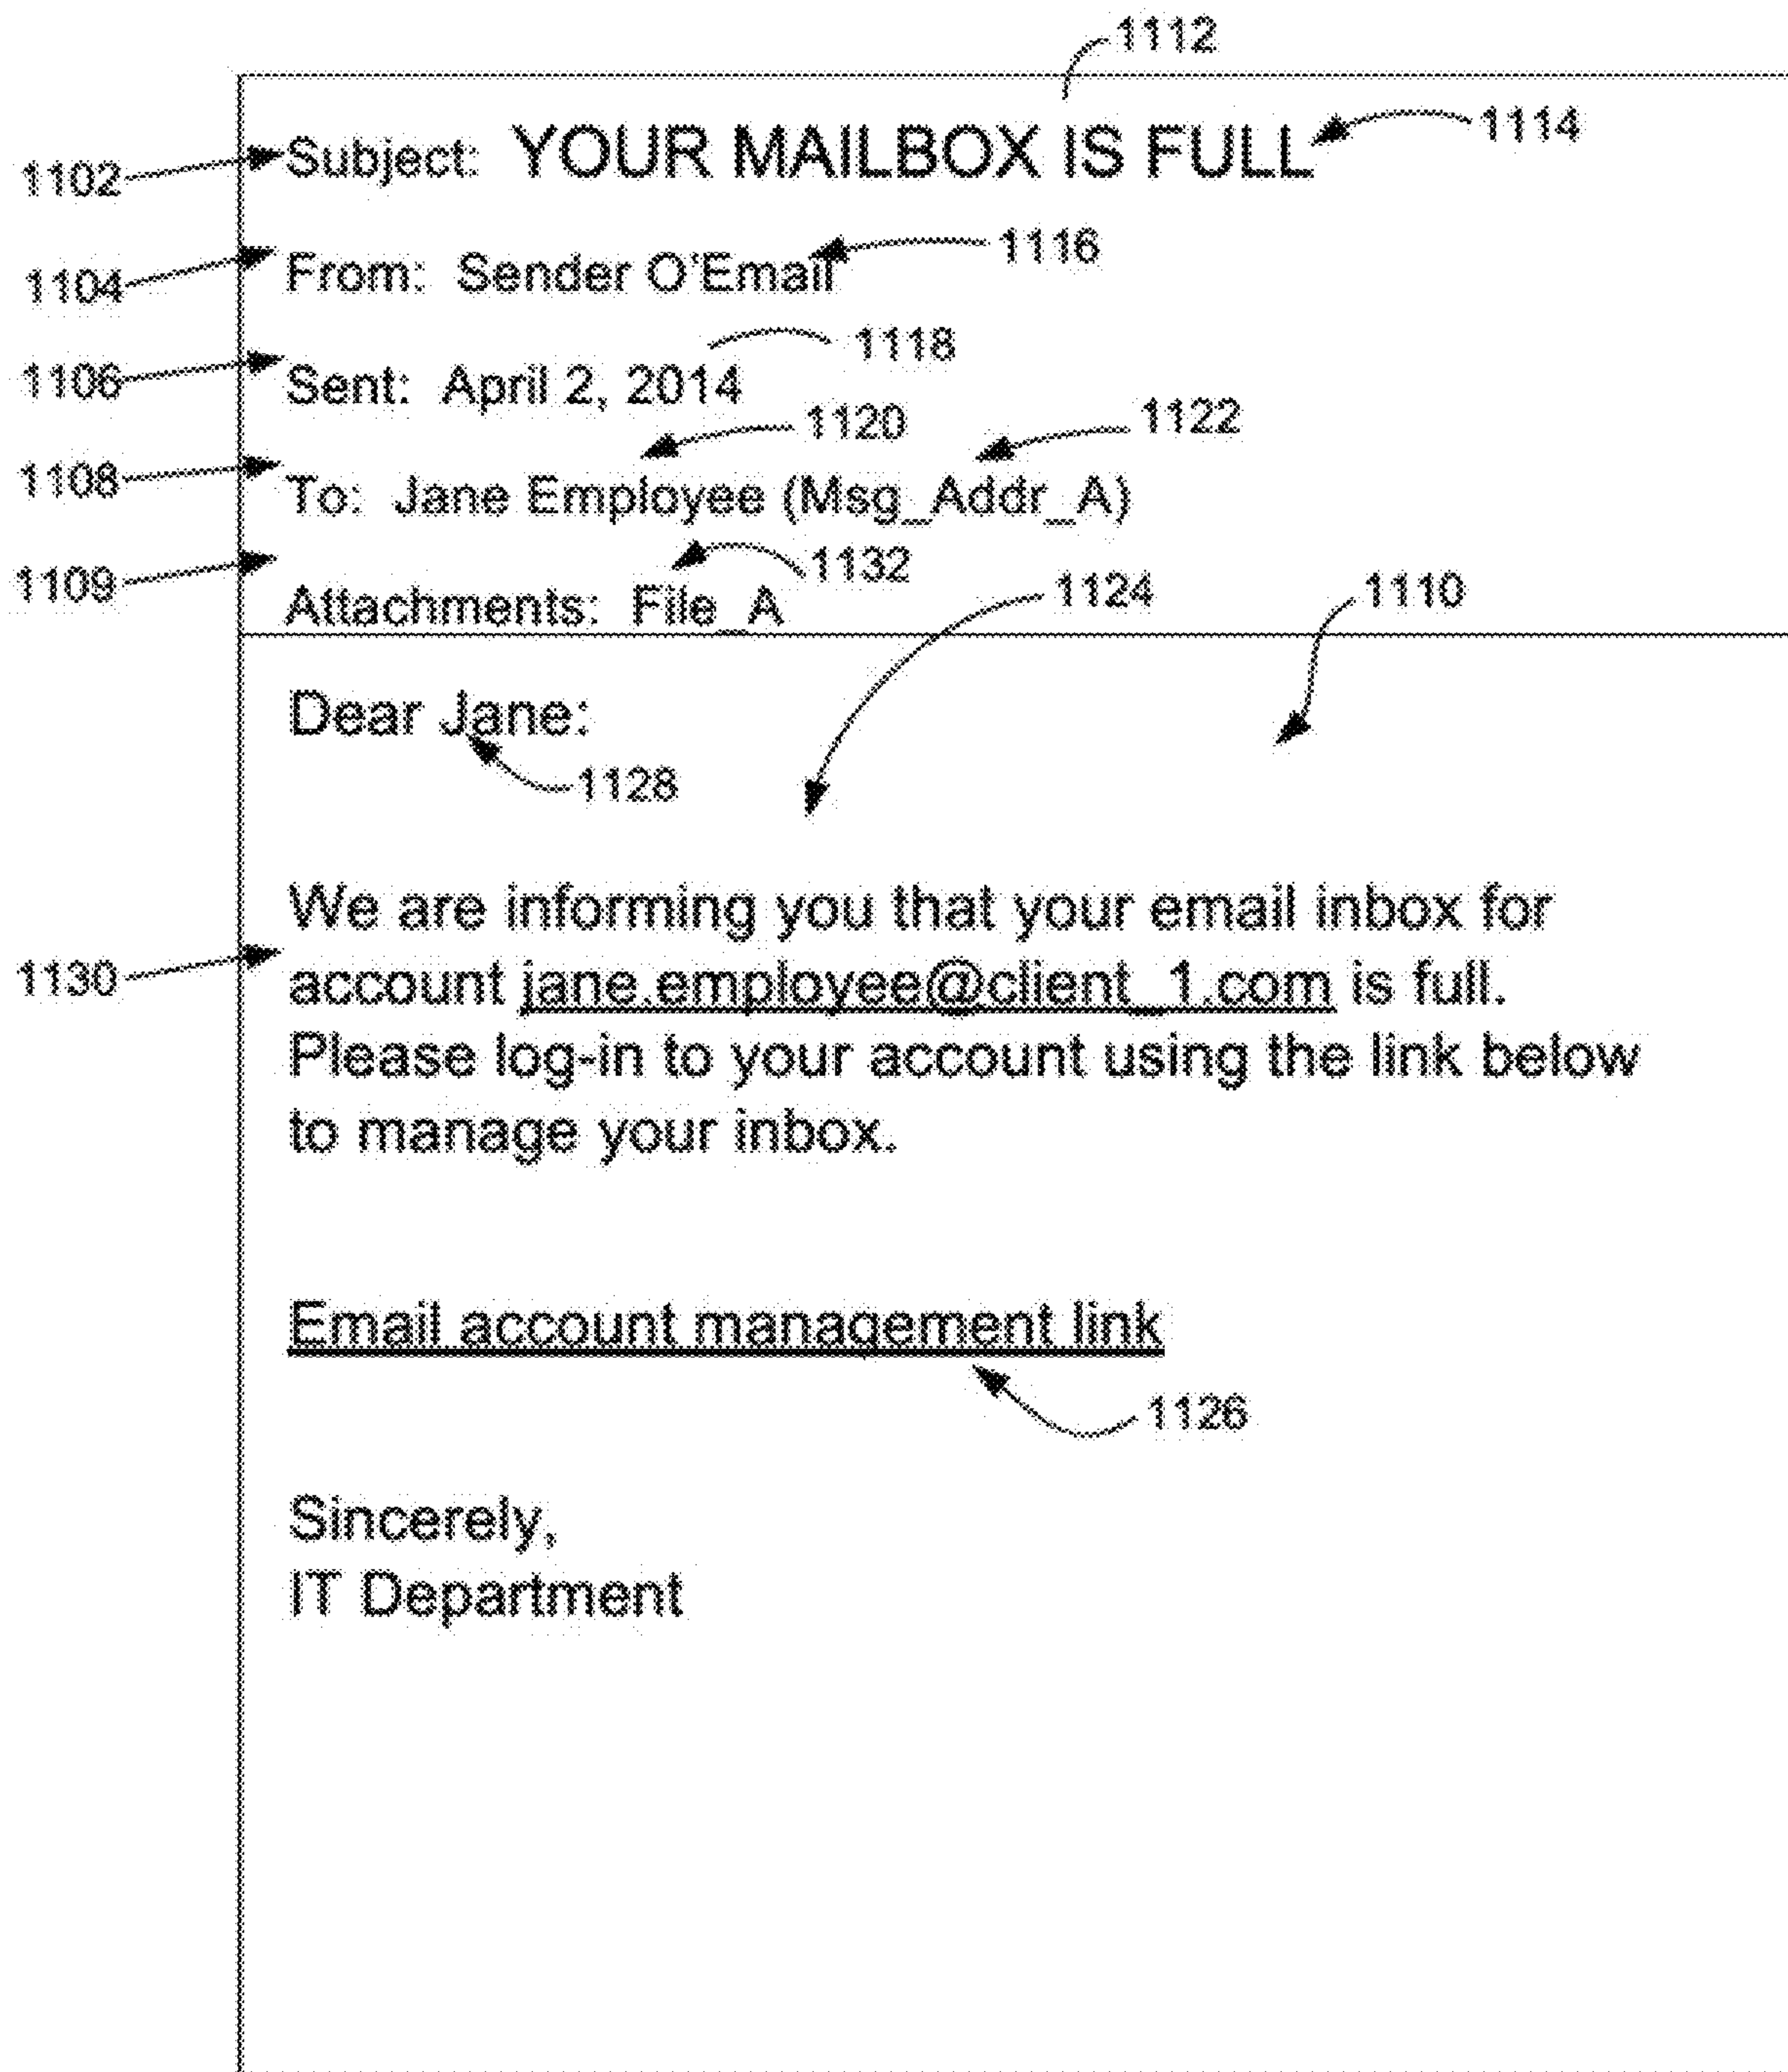 1112
1102 Subject: YOUR MAILBOX IS FULL 1114
1104 From: Sender O'Email 1116
1106 Sent: April 2, 2014 1118
1120 1122
1108 To: Jane Employee (Msg_Addr_A)
1109 Attachments: File_A 1132 1124 1110
Dear Jane:
1128
We are informing you that your email inbox for
1130 account jane.employee@client_1.com is full.
Please log-in to your account using the link below
to manage your inbox.
Email account management link
1126
Sincerely,
IT Department